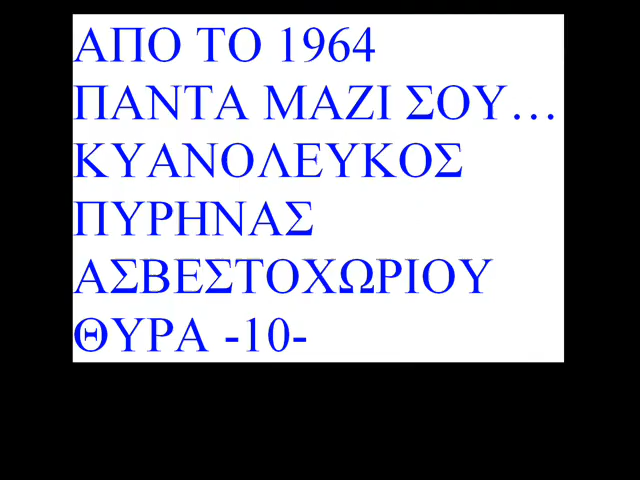 ΑΠΟ ΤΟ 1964
ΠΑΝΤΑ ΜΑΖΙ ΣΟΥ…
ΚΥΑΝΟΛΕΥΚΟΣ
ΠΥΡΗΝΑΣ
ΑΣΒΕΣΤΟΧΩΡΙΟΥ
ΘΥΡΑ -10-